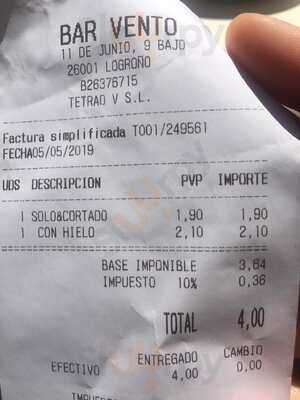 BAR VENTO
11 DE JUNIO, 9 BAJO
26001 LOGROÑO
B26376715
TETRAO V S.L.
Factura simplificada T001/249561
FECHA05/05/2019
UDS DESCRIPCION PVP IMPORTE
1 SOLO&CORTADO 1,90 1,90
1 CON HIELO 2,10 2,10
BASE IMPONIBLE 3,64
IMPUESTO 10% 0,36
TOTAL 4,00
ENTREGADO CAMBIO
EFECTIVO 4,00 0,00